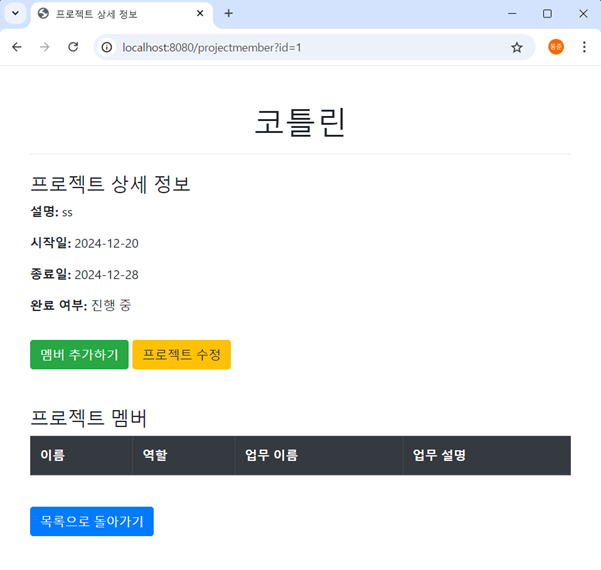 프로젝트 상세 정보
localhost:8080/projectmember?id=1
동준
코틀린
프로젝트 상세 정보
설명: ss
시작일: 2024-12-20
종료일: 2024-12-28
완료 여부: 진행 중
멤버 추가하기 프로젝트 수정
프로젝트 멤버
이름 역할 업무 이름 업무 설명
목록으로 돌아가기